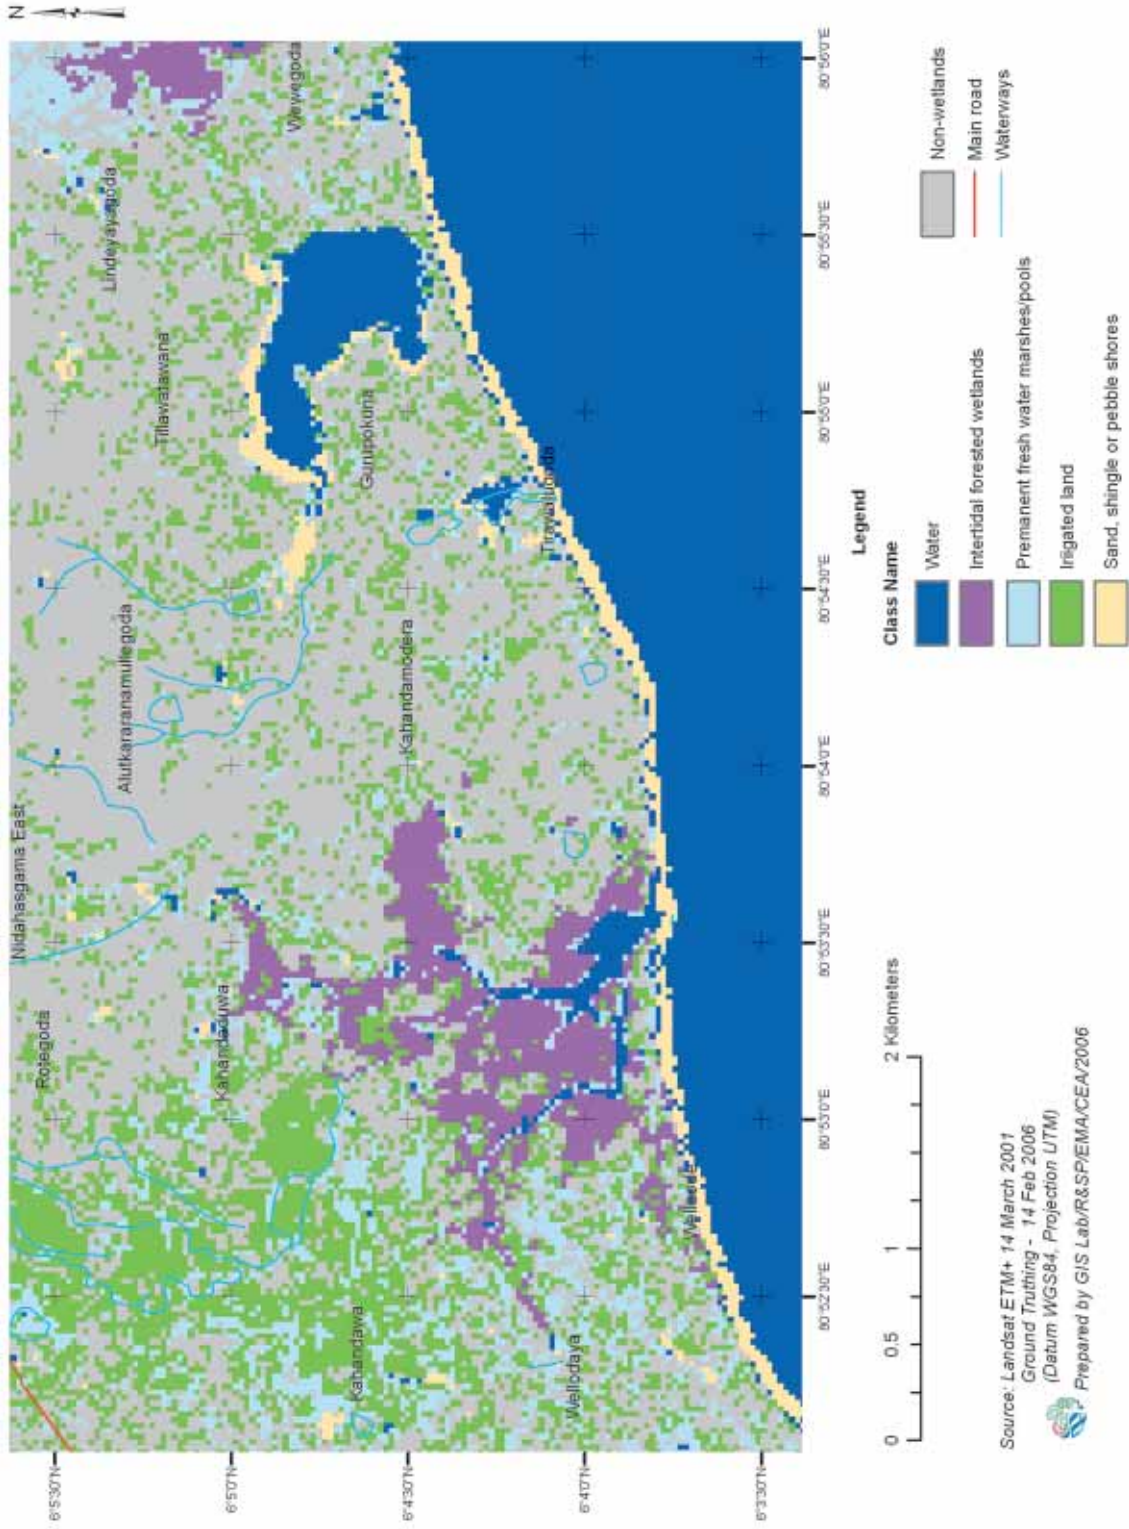 N
Nidahasgama East
Rotegoda
Lindeyayagoda
Tillawatawana
Alutkararanamullegoda
Wewegoda
Kahandauwa
Gurupokuna
Kahandamodera
Kahandawa
Tirawalugoda
Wellodaya
6°5'30"N
6°5'0"N
6°4'30"N
6°4'0"N
6°3'30"N
80°52'30"E
80°53'0"E
80°53'30"E
80°54'0"E
80°54'30"E
80°55'0"E
80°55'30"E
80°56'0"E
0
0.5
1
2 Kilometers
Legend
Class Name
Water
Intertidal forested wetlands
Premanent fresh water marshes/pools
Irigated land
Sand, shingle or pebble shores
Non-wetlands
Main road
Waterways
Source: Landsat ETM+ 14 March 2001
Ground Truthing - 14 Feb 2006
(Datum WGS84, Projection UTM)
Prepared by GIS Lab/R&SP/EMA/CEA/2006